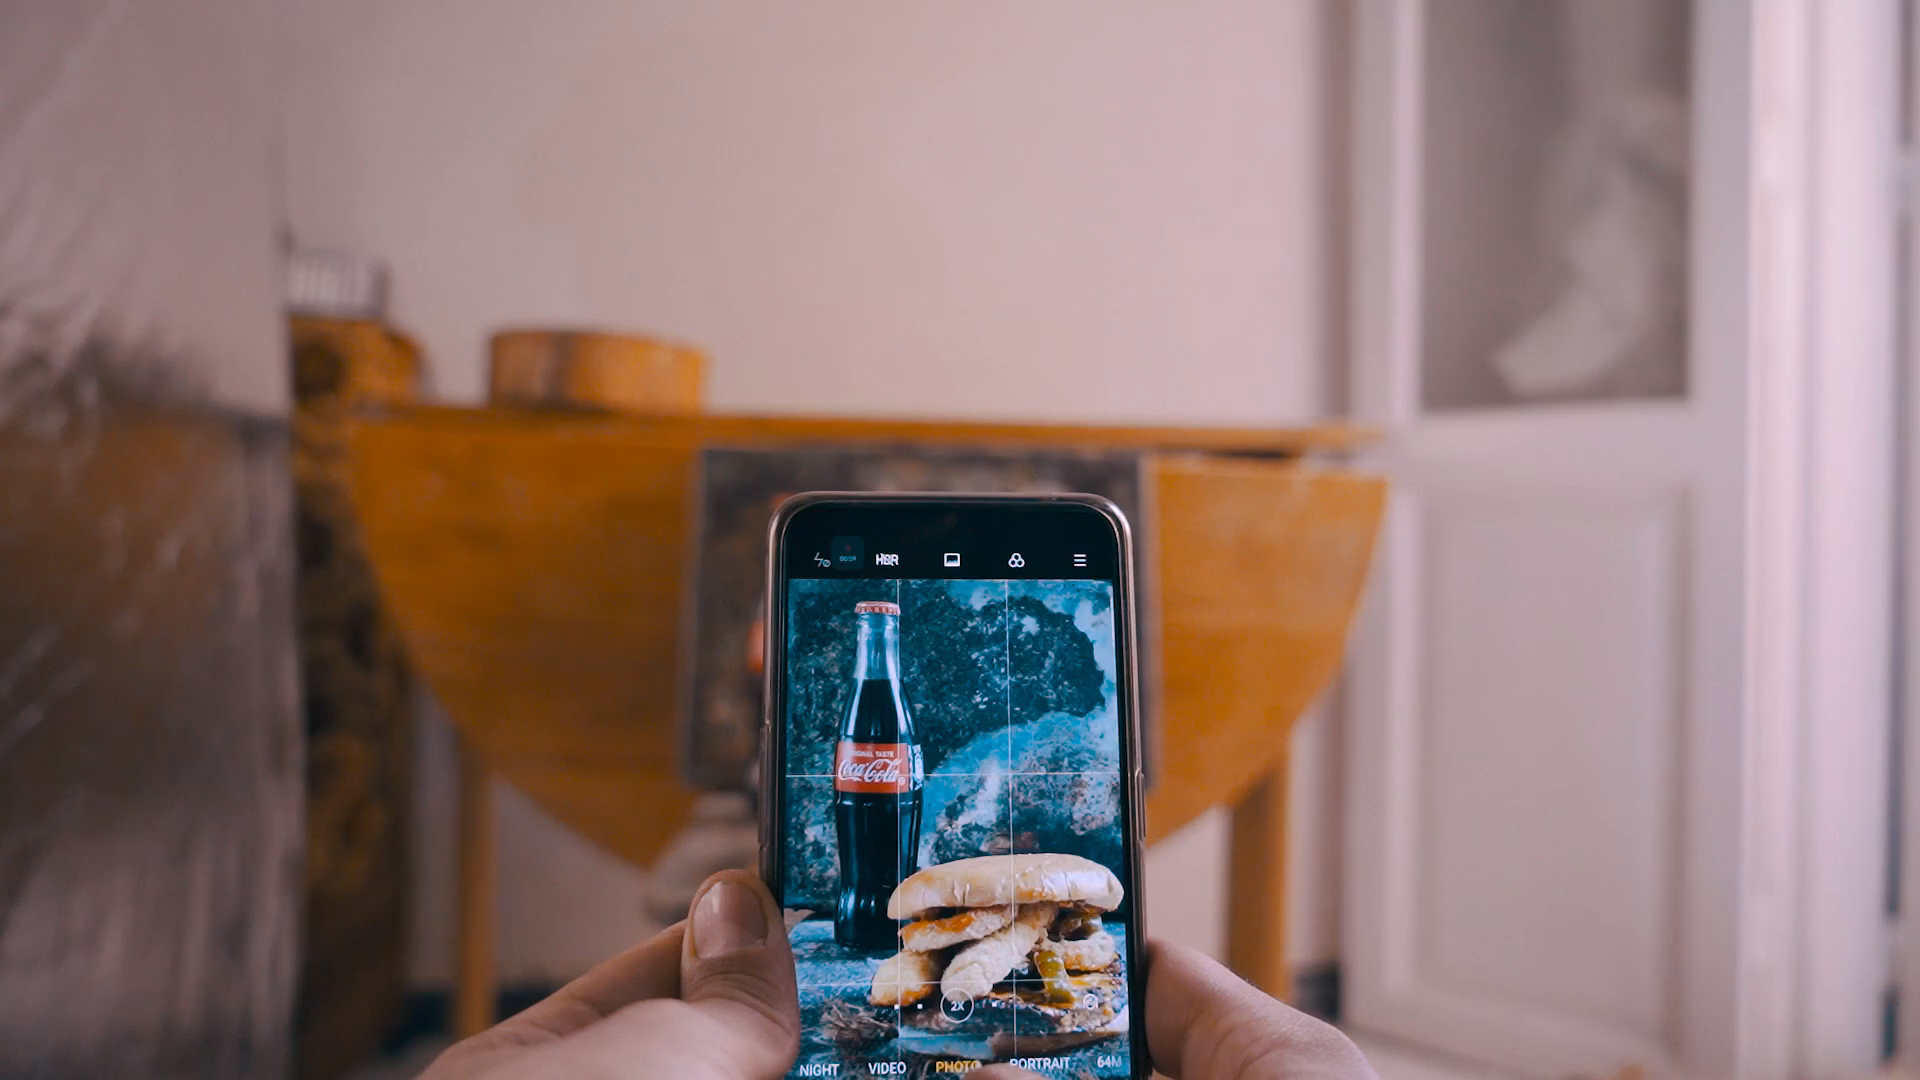 HDR
ORIGINAL TASTE
Coca-Cola
2X
NIGHT VIDEO PHOTO PORTRAIT 64M